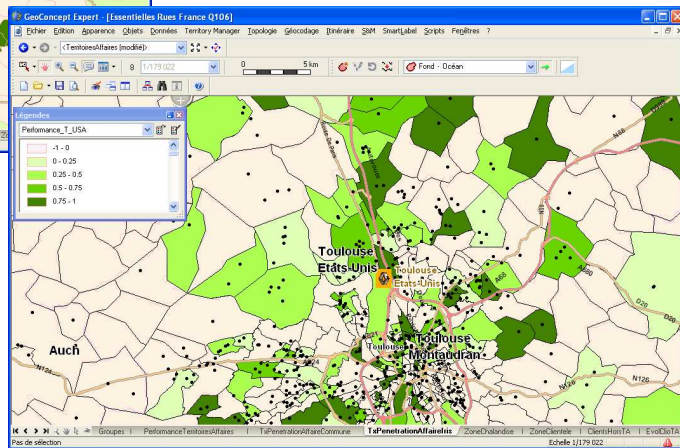 GeoConcept Expert - [Essentielles Rues France Q106]
Fichier Edition Apparence Objets Données Territory Manager Topologie Géocodage Itinéraire S&M SmartLabel Scripts Fenêtres ?
<TerritoiresAffaires (modifié)>
8 1/179 022 0 5 km Fond - Océan
Légendes
Performance_T_USA
-1 - 0
0 - 0.25
0.25 - 0.5
0.5 - 0.75
0.75 - 1
N88
A68
A680
D20
D20
Toulouse
Etats-Unis
Toulouse
Etats-Unis
Auch
N124
Toulouse
Toulouse
Montaudran
N126
N126
Groupes PerformanceTerritoiresAffaires TxPenetrationAffaireCommune TxPenetrationAffaireIris ZoneChalandise ZoneClientele ClientsHorsTA EvolClioTA
Pas de sélection Echelle 1/179 022